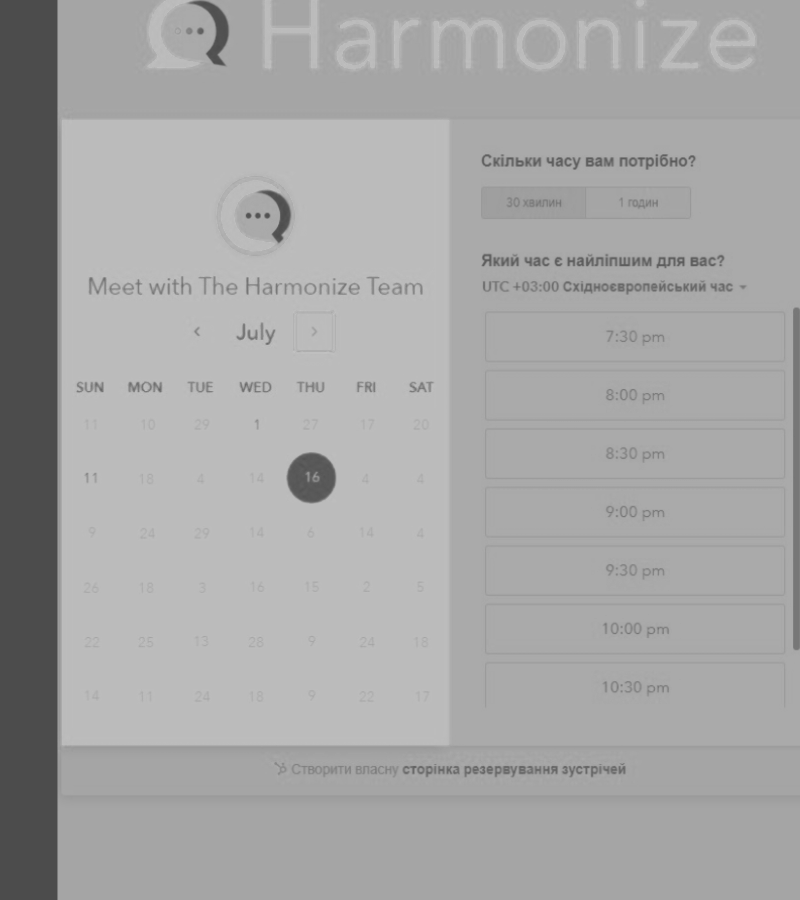 Harmonize
Meet with The Harmonize Team
‹ July ›
SUN MON TUE WED THU FRI SAT
11 10 29 1 27 17 20
11 18 4 14 16 4 4
9 24 29 14 6 14 4
26 18 3 16 15 2 5
22 25 13 28 9 24 18
14 11 24 18 9 22 17
Скільки часу вам потрібно?
30 хвилин 1 годин
Який час є найліпшим для вас?
UTC +03:00 Східноєвропейський час
7:30 pm
8:00 pm
8:30 pm
9:00 pm
9:30 pm
10:00 pm
10:30 pm
Створити власну сторінка резервування зустрічей